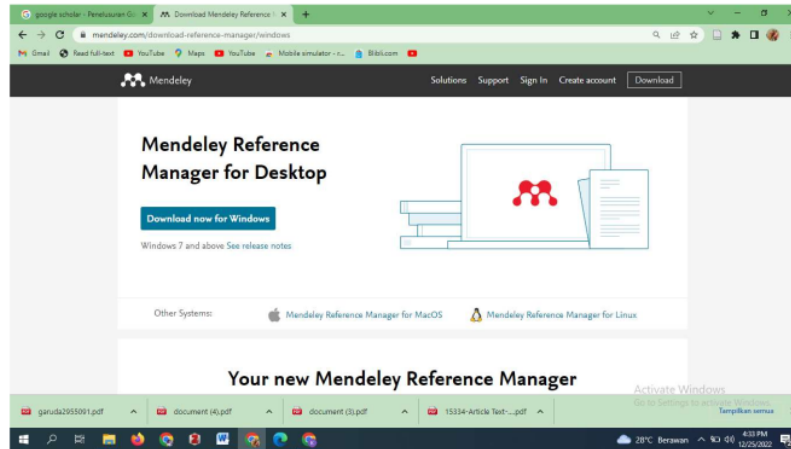 google scholar - Penelusuran Go
Download Mendeley Reference
mendeley.com/download-reference-manager/windows
Gmail Read full-text YouTube Maps YouTube Mobile simulator - r... Blibli.com
Mendeley Solutions Support Sign In Create account Download
Mendeley Reference
Manager for Desktop
Download now for Windows
Windows 7 and above See release notes
Other Systems: Mendeley Reference Manager for MacOS Mendeley Reference Manager for Linux
Your new Mendeley Reference Manager
Activate Windows
Go to Settings to activate Windows.
garuda2955091.pdf document (4).pdf document (3).pdf 15334-Article Text-....pdf Tampilkan semua
28°C Berawan 4:33 PM
12/25/2022